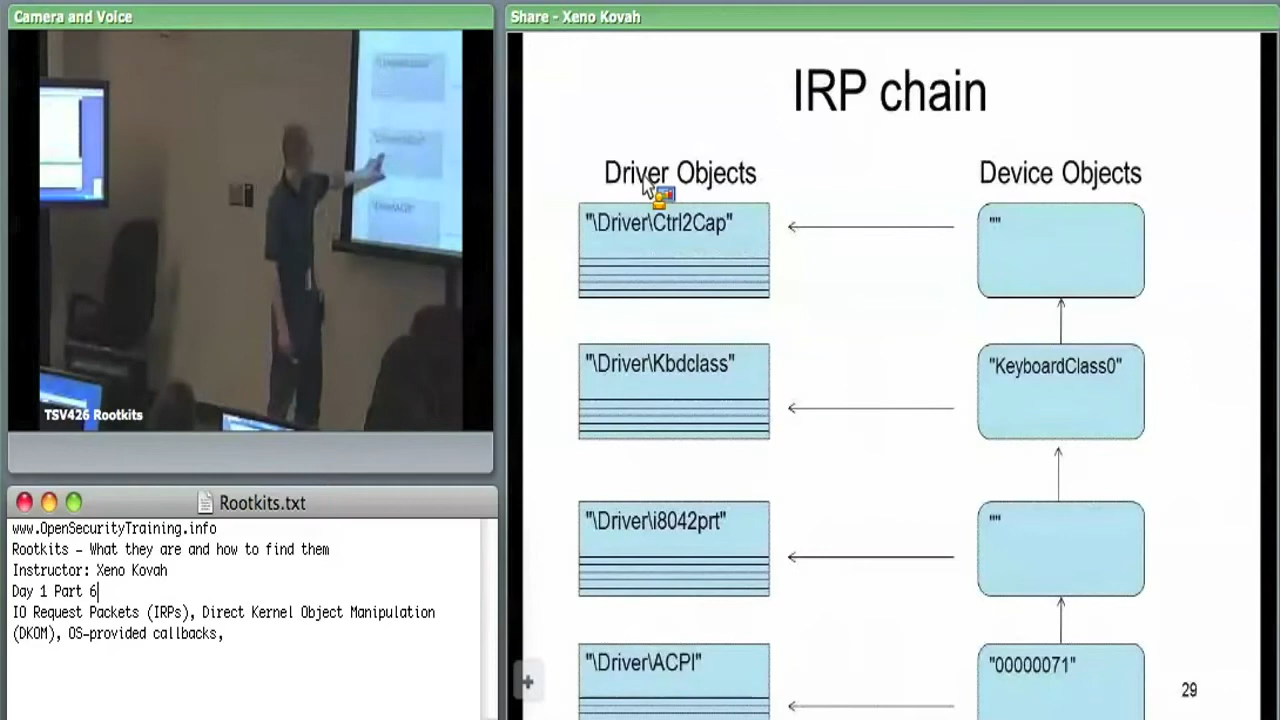 Camera and Voice
TSV426 Rootkits
Rootkits.txt
www.OpenSecurityTraining.info
Rootkits - What they are and how to find them
Instructor: Xeno Kovah
Day 1 Part 6
IO Request Packets (IRPs), Direct Kernel Object Manipulation
(DKOM), OS-provided callbacks,
Share - Xeno Kovah
IRP chain
Driver Objects
Device Objects
"\Driver\Ctrl2Cap"
""
"\Driver\Kbdclass"
"KeyboardClass0"
"\Driver\i8042prt"
""
"\Driver\ACPI"
"00000071"
29